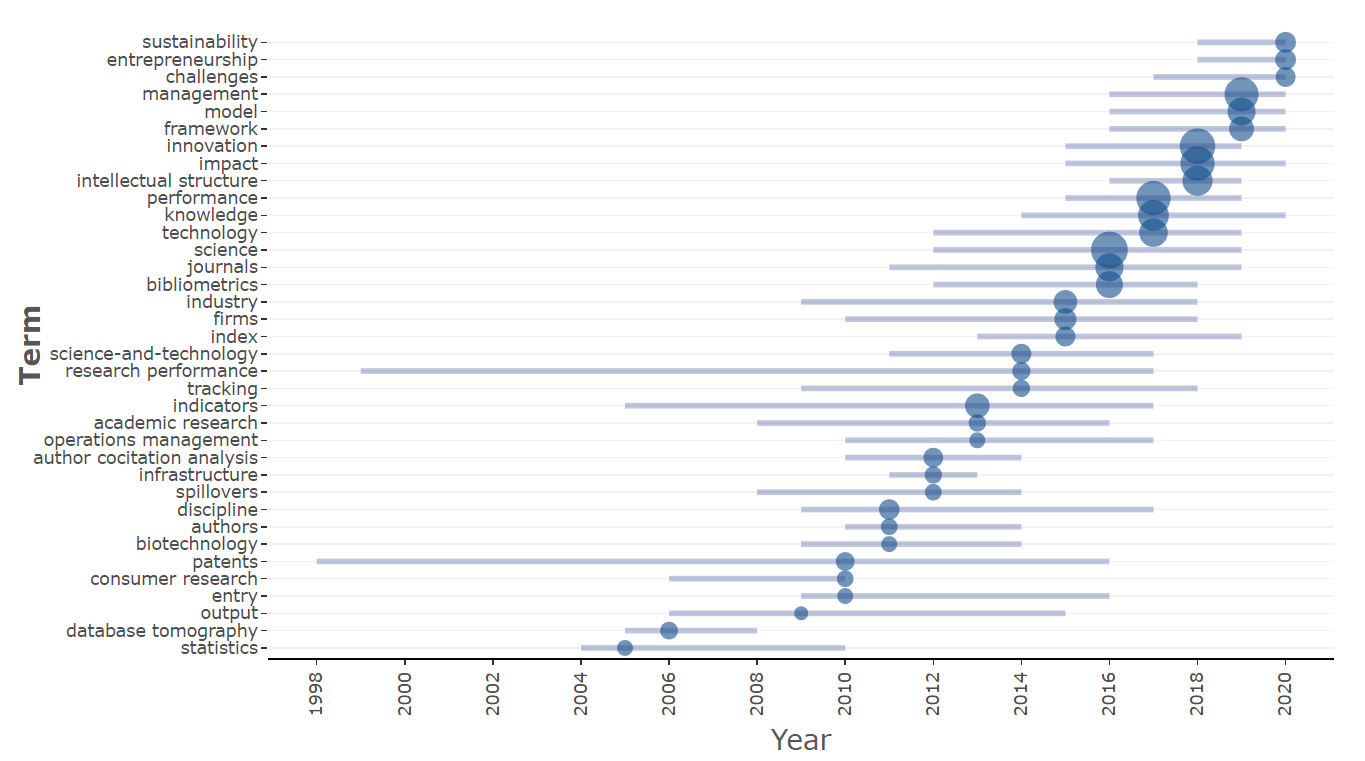 sustainability
entrepreneurship
challenges
management
model
framework
innovation
impact
intellectual structure
performance
knowledge
technology
science
journals
bibliometrics
industry
firms
index
science-and-technology
research performance
tracking
indicators
academic research
operations management
author cocitation analysis
infrastructure
spillovers
discipline
authors
biotechnology
patents
consumer research
entry
output
database tomography
statistics
Term
1998 2000 2002 2004 2006 2008 2010 2012 2014 2016 2018 2020
Year